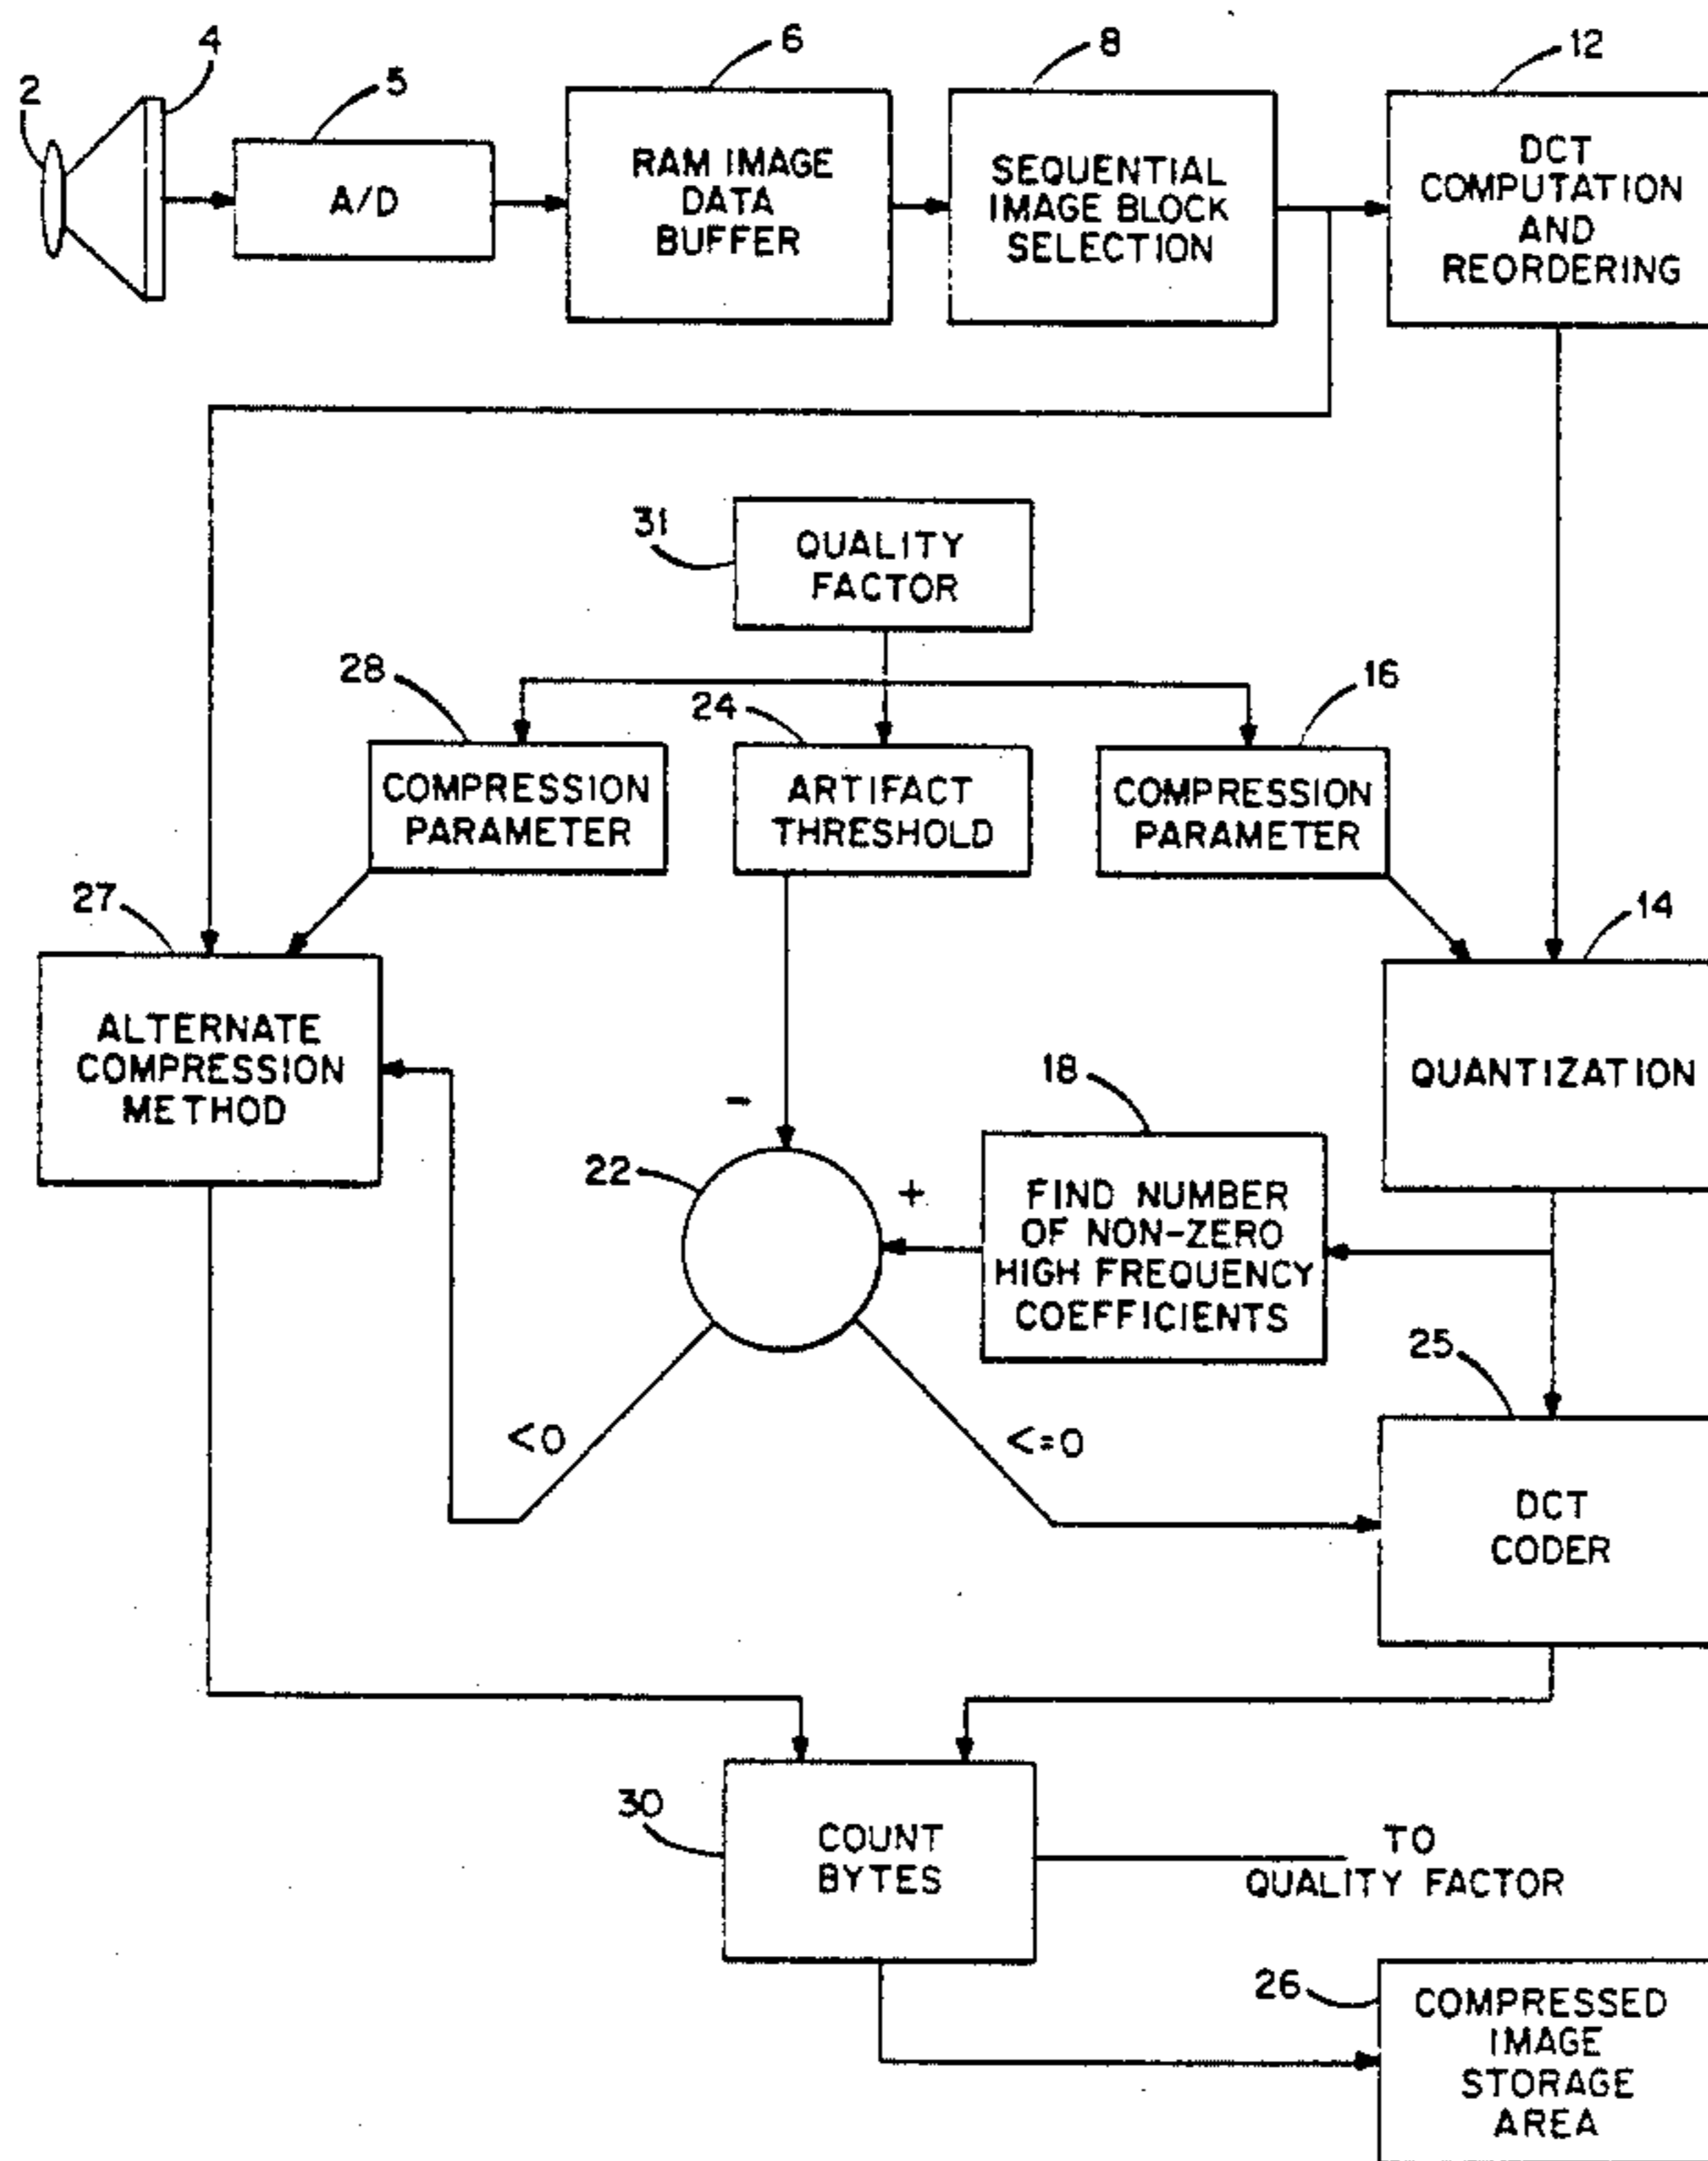 2
4
5
6
8
12
A/D
RAM IMAGE
DATA
BUFFER
SEQUENTIAL
IMAGE BLOCK
SELECTION
DCT
COMPUTATION
AND
REORDERING
31
QUALITY
FACTOR
28
24
16
COMPRESSION
PARAMETER
ARTIFACT
THRESHOLD
COMPRESSION
PARAMETER
27
14
ALTERNATE
COMPRESSION
METHOD
QUANTIZATION
-
18
22
+
FIND NUMBER
OF NON-ZERO
HIGH FREQUENCY
COEFFICIENTS
25
<0
<=0
DCT
CODER
30
COUNT
BYTES
TO
QUALITY FACTOR
26
COMPRESSED
IMAGE
STORAGE
AREA